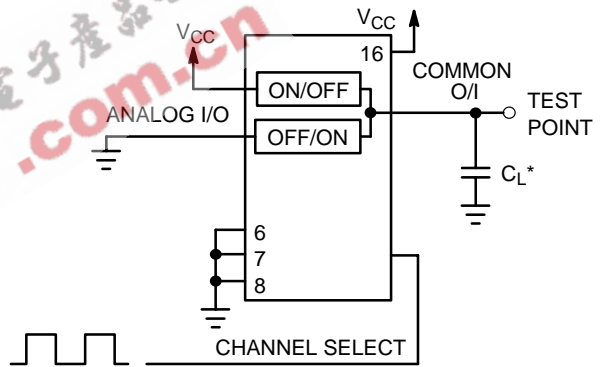 VCC
VCC
16
ON/OFF
COMMON
O/I
TEST
POINT
ANALOG I/O
OFF/ON
CL*
6
7
8
CHANNEL SELECT
.com.cn